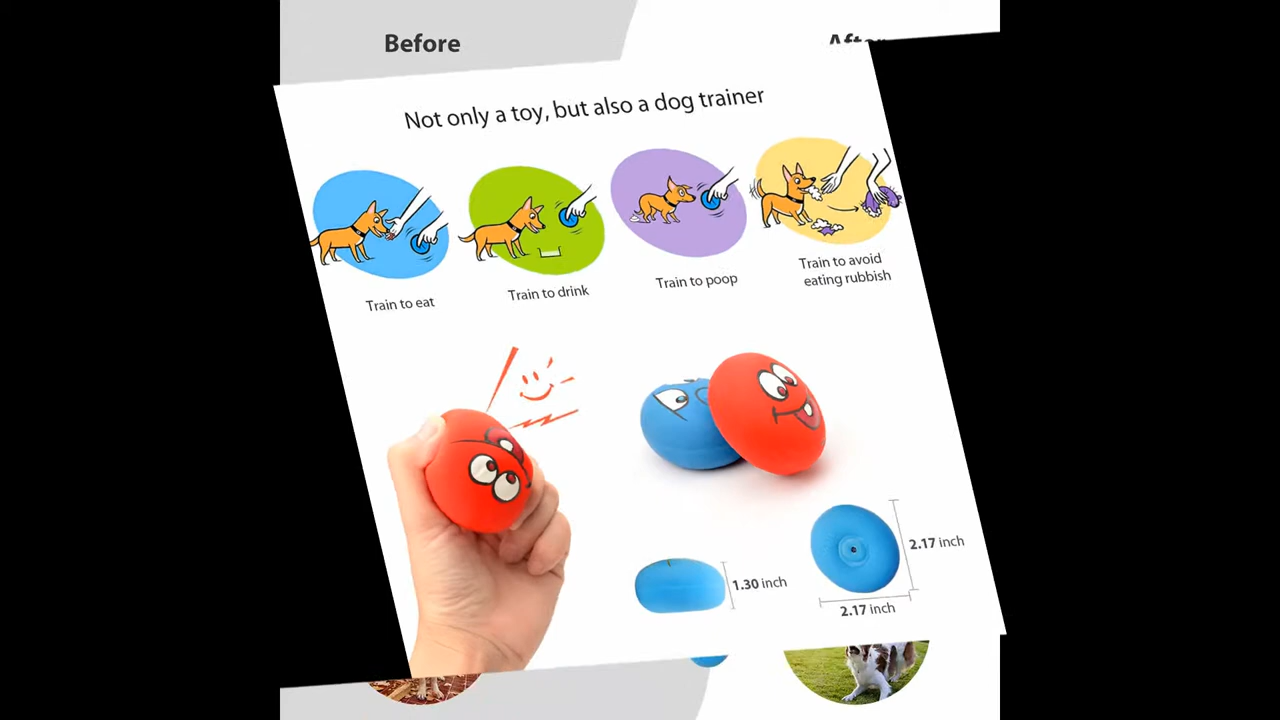 Before
Not only a toy, but also a dog trainer
Train to eat
Train to drink
Train to poop
Train to avoid
eating rubbish
1.30 inch
2.17 inch
2.17 inch